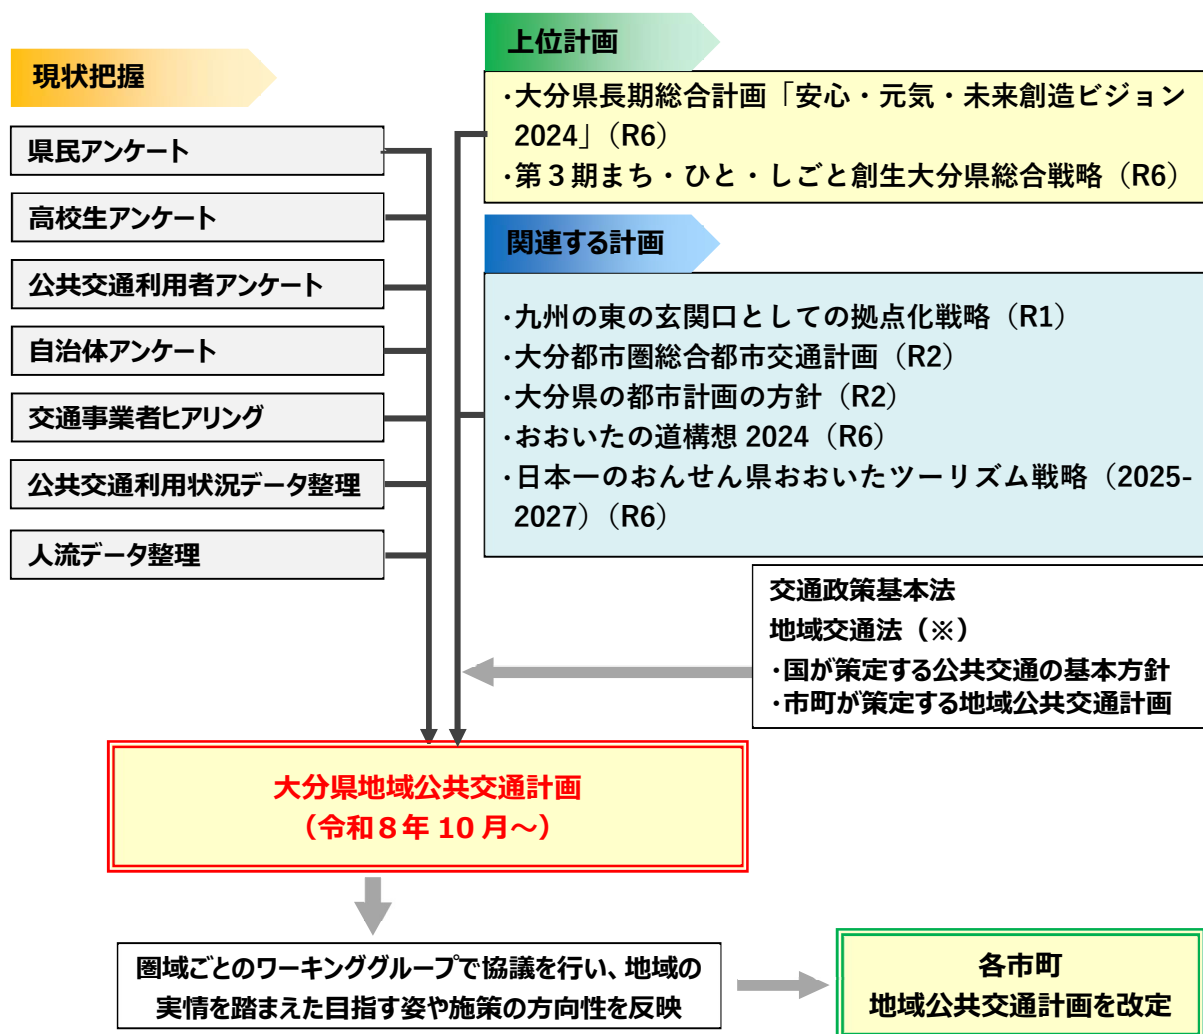 現状把握
県民アンケート
高校生アンケート
公共交通利用者アンケート
自治体アンケート
交通事業者ヒアリング
公共交通利用状況データ整理
人流データ整理
上位計画
・大分県長期総合計画「安心・元気・未来創造ビジョン
2024」（R6）
・第３期まち・ひと・しごと創生大分県総合戦略（R6）
関連する計画
・九州の東の玄関口としての拠点化戦略（R1）
・大分都市圏総合都市交通計画（R2）
・大分県の都市計画の方針（R2）
・おおいたの道構想 2024（R6）
・日本一のおんせん県おおいたツーリズム戦略（2025-
2027）（R6）
交通政策基本法
地域交通法（※）
・国が策定する公共交通の基本方針
・市町が策定する地域公共交通計画
大分県地域公共交通計画
（令和８年 10 月～）
圏域ごとのワーキンググループで協議を行い、地域の
実情を踏まえた目指す姿や施策の方向性を反映
各市町
地域公共交通計画を改定